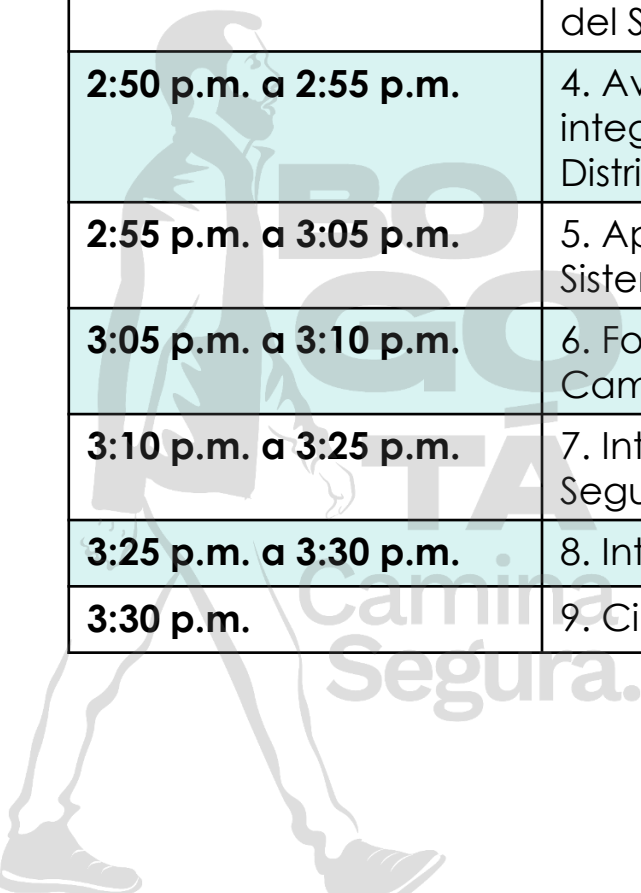 del S
2:50 p.m. a 2:55 p.m.
4. Av
integ
Distri
2:55 p.m. a 3:05 p.m.
5. Ap
Sister
3:05 p.m. a 3:10 p.m.
6. Fo
Cam
3:10 p.m. a 3:25 p.m.
7. Int
Segu
3:25 p.m. a 3:30 p.m.
8. Int
3:30 p.m.
9. Ci
BO
GO
TÁ
Camina
Segura.